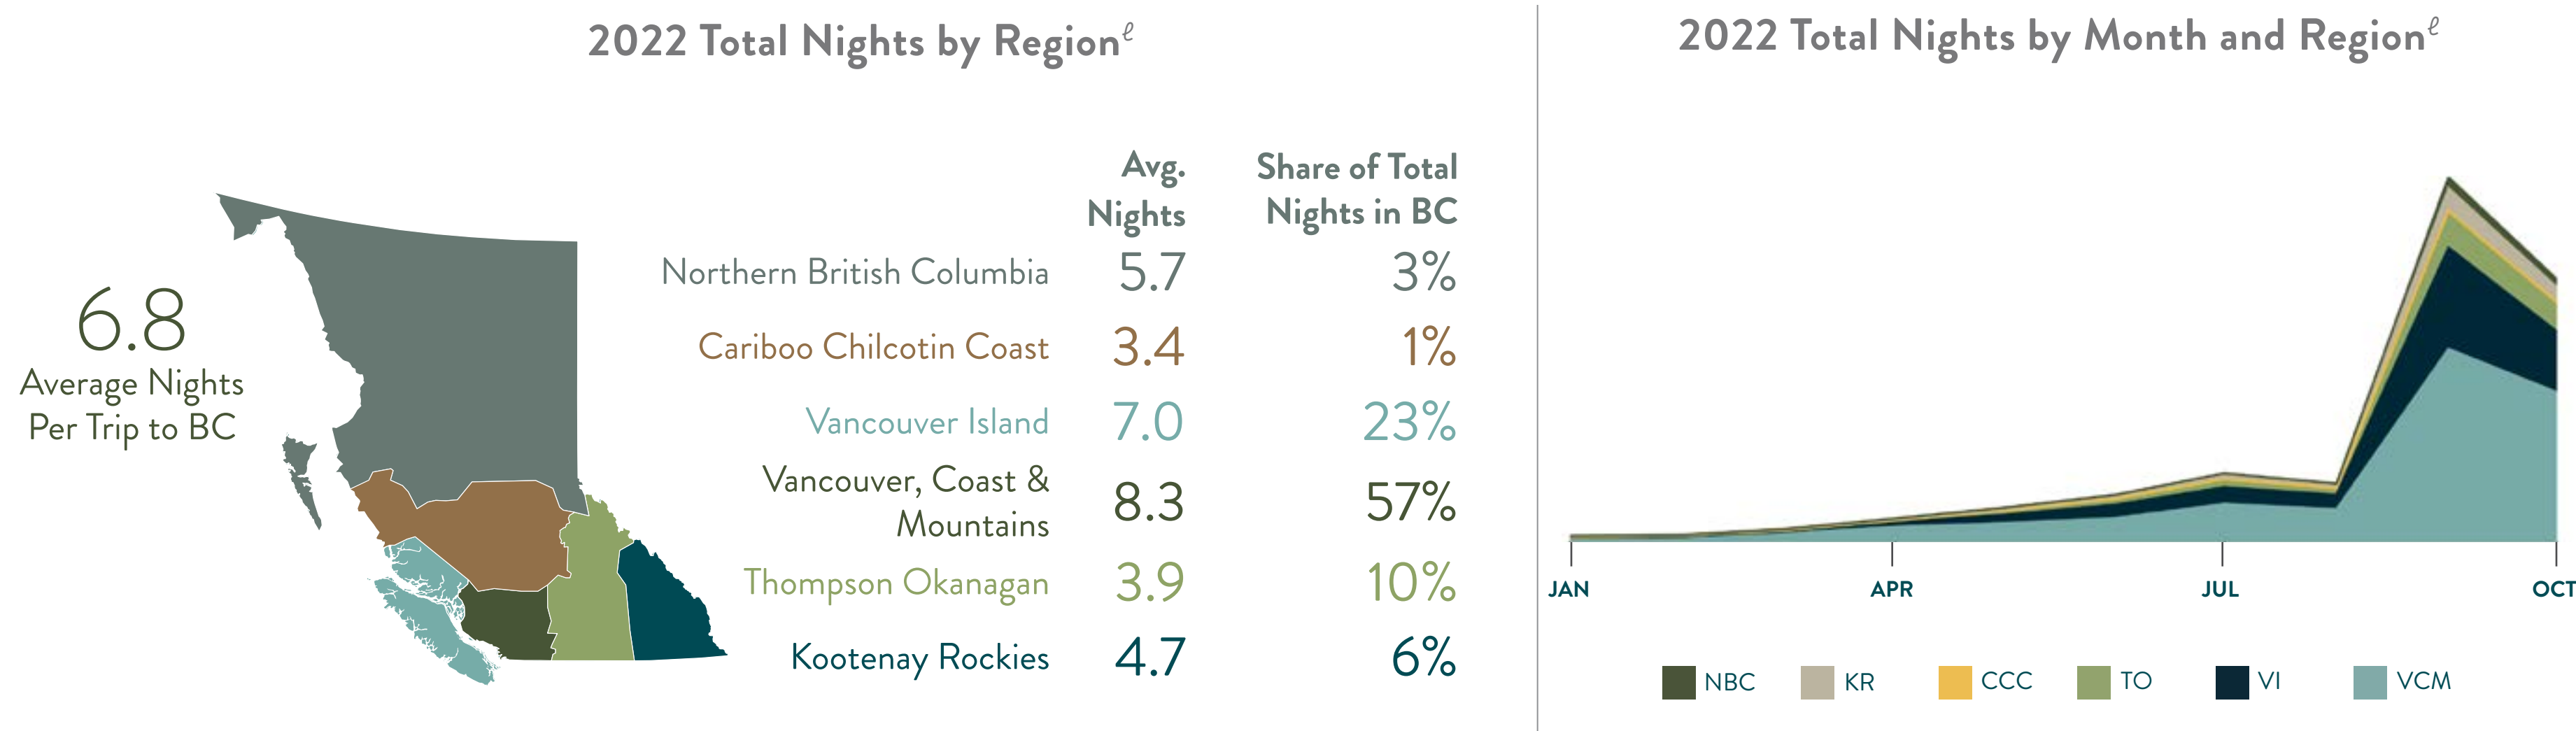 2022 Total Nights by Regionℓ
6.8
Average Nights
Per Trip to BC
Avg.
Nights
Share of Total
Nights in BC
Northern British Columbia 5.7 3%
Cariboo Chilcotin Coast 3.4 1%
Vancouver Island 7.0 23%
Vancouver, Coast &
Mountains 8.3 57%
Thompson Okanagan 3.9 10%
Kootenay Rockies 4.7 6%
2022 Total Nights by Month and Regionℓ
JAN APR JUL OCT
NBC KR CCC TO VI VCM